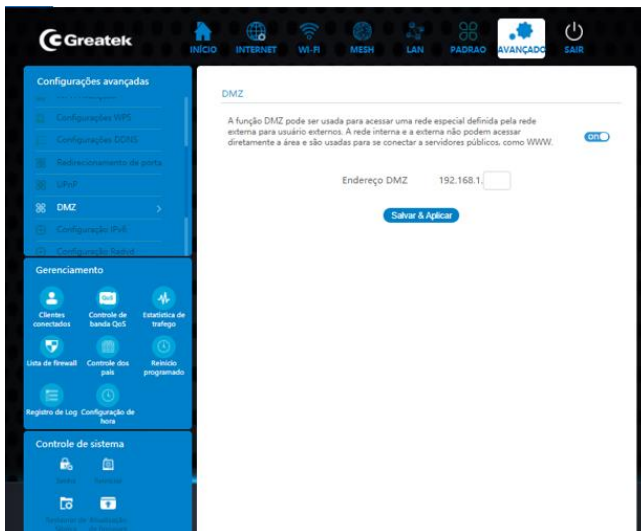 Greatek
INÍCIO
INTERNET
WI-FI
MESH
LAN
PADRAO
AVANÇADO
SAIR
Configurações avançadas
Configurações WPS
Configurações DDNS
Redirecionamento de porta
UPnP
DMZ
Configuração IPv6
Configuração Radvd
Gerenciamento
Clientes conectados
Controle de banda QoS
Estatística de trafego
Lista de firewall
Controle dos pais
Reinício programado
Registro de Log
Configuração de hora
Controle de sistema
DMZ
A função DMZ pode ser usada para acessar uma rede especial definida pela rede
externa para usuário externos. A rede interna e a externa não podem acessar
diretamente a área e são usadas para se conectar a servidores públicos, como WWW.
on
Endereço DMZ 192.168.1.
Salvar & Aplicar